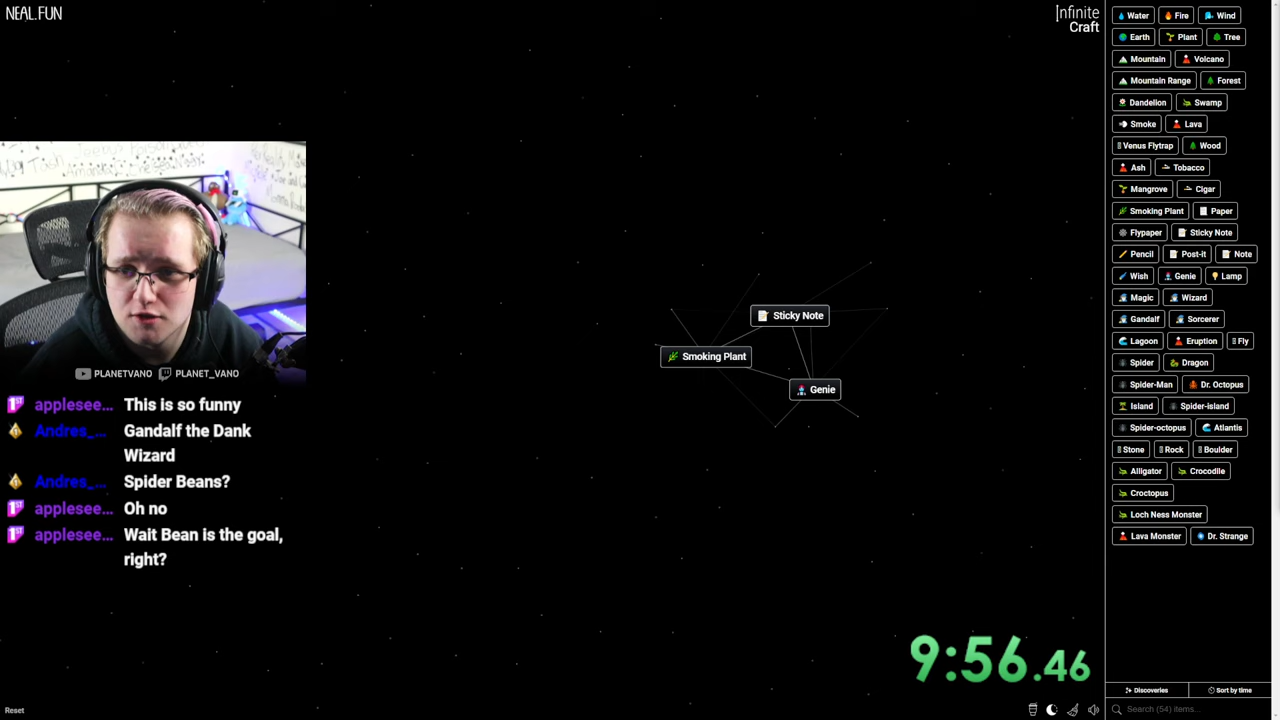 NEAL.FUN
Infinite
Craft
Water
Fire
Wind
Earth
Plant
Tree
Mountain
Volcano
Mountain Range
Forest
Dandelion
Swamp
Smoke
Lava
Venus Flytrap
Wood
Ash
Tobacco
Mangrove
Cigar
Smoking Plant
Paper
Flypaper
Sticky Note
Pencil
Post-it
Note
Wish
Genie
Lamp
Magic
Wizard
Gandalf
Sorcerer
Lagoon
Eruption
Fly
Spider
Dragon
Spider-Man
Dr. Octopus
Island
Spider-island
Spider-octopus
Atlantis
Stone
Rock
Boulder
Alligator
Crocodile
Croctopus
Loch Ness Monster
Lava Monster
Dr. Strange
Sticky Note
Smoking Plant
Genie
PLANETVANO
PLANET_VANO
applesee... This is so funny
Andres_... Gandalf the Dank
Wizard
Andres_... Spider Beans?
applesee... Oh no
applesee... Wait Bean is the goal,
right?
9:56.46
Reset
Discoveries
Sort by time
Search (54) items...